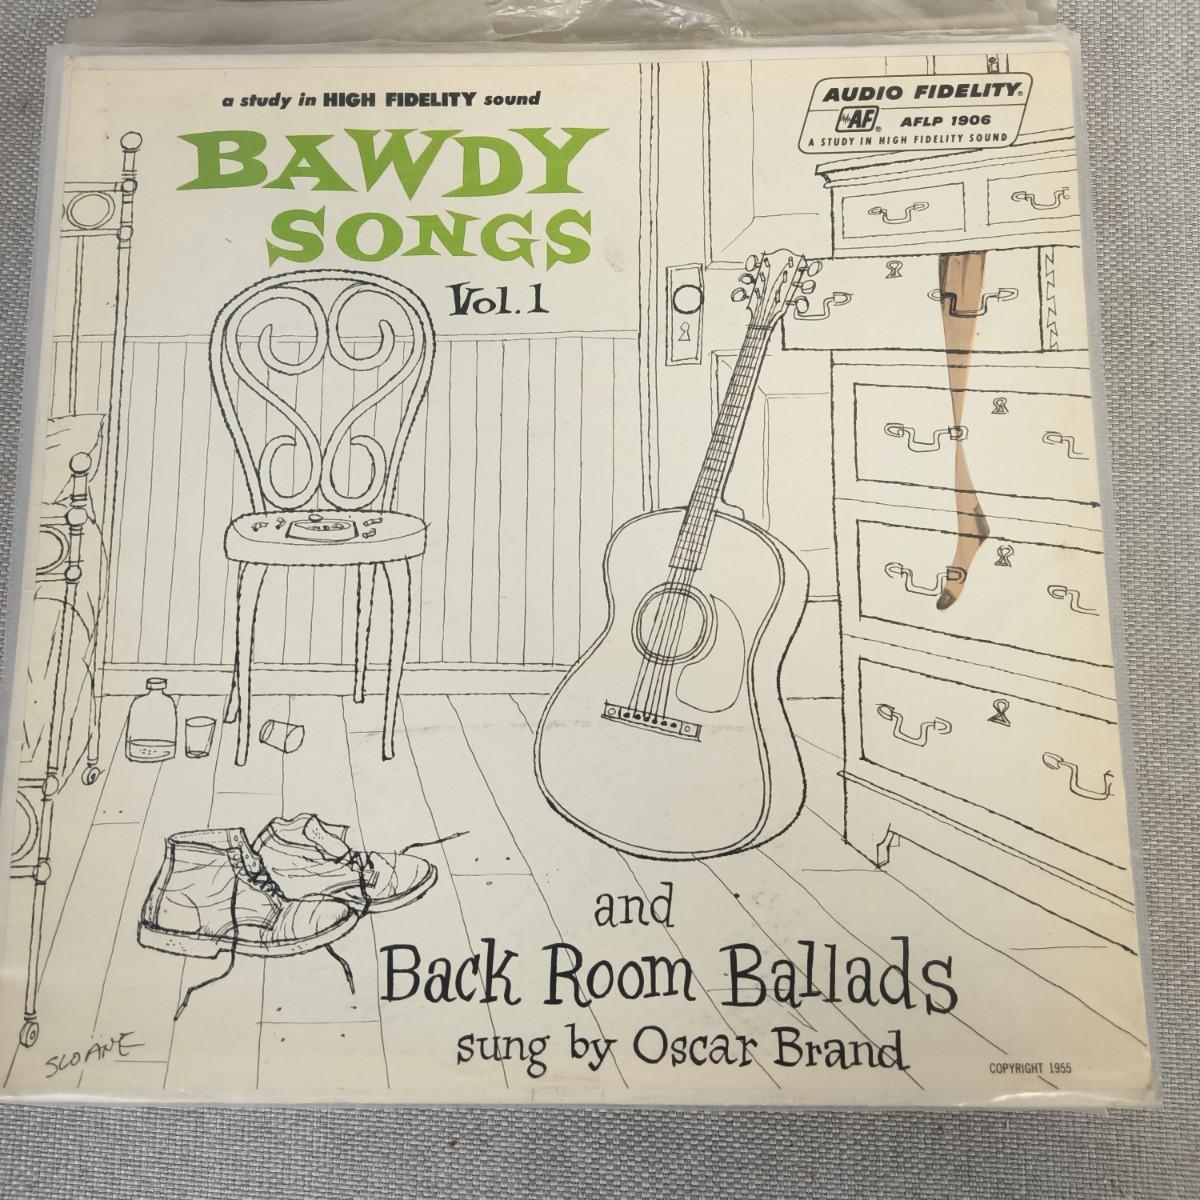 a study in HIGH FIDELITY sound
BAWDY
SONGS
Vol. 1
AUDIO FIDELITY®
AF® AFLP 1906
A STUDY IN HIGH FIDELITY SOUND
and
Back Room Ballads
sung by Oscar Brand
SLOANE
COPYRIGHT 1955